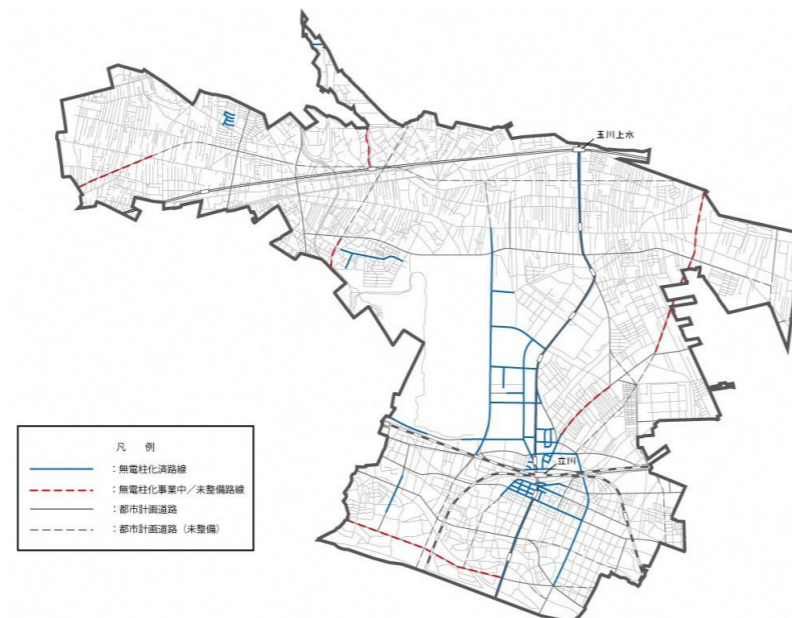 玉川上水
立川
凡 例
：無電柱化済路線
：無電柱化事業中／未整備路線
：都市計画道路
：都市計画道路（未整備）